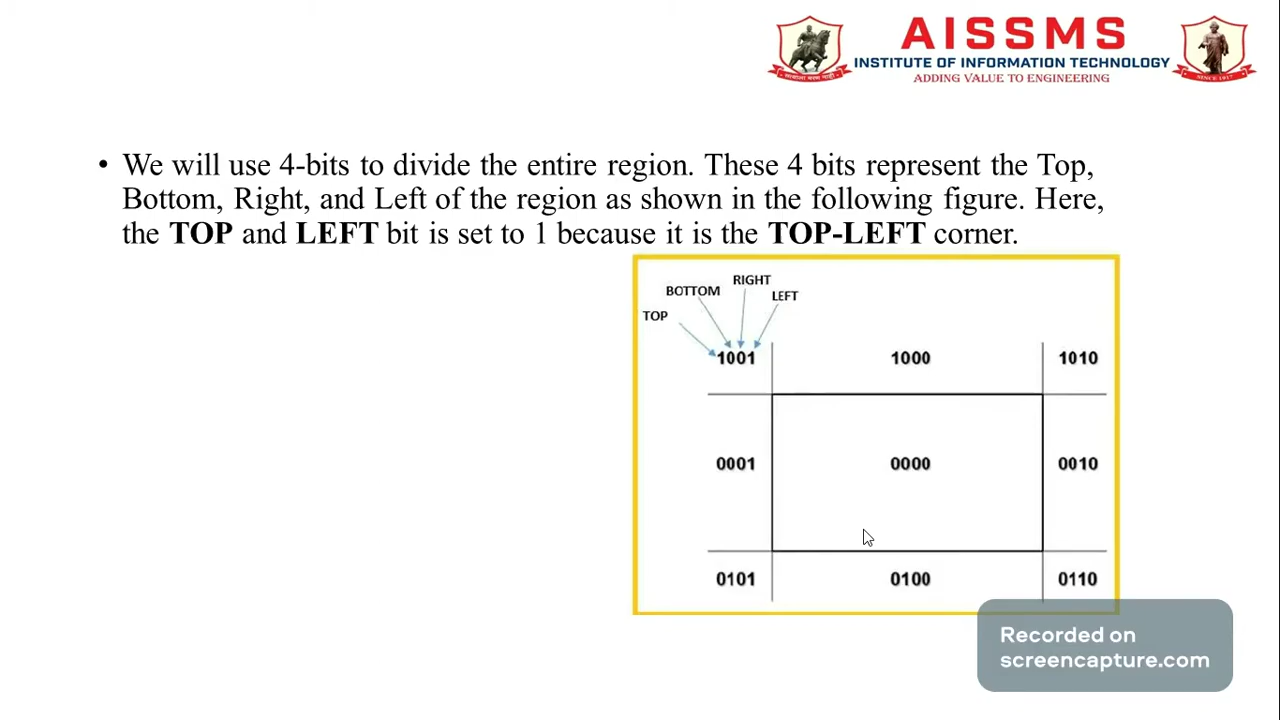 AISSMS
INSTITUTE OF INFORMATION TECHNOLOGY
ADDING VALUE TO ENGINEERING
SINCE 1917
• We will use 4-bits to divide the entire region. These 4 bits represent the Top,
Bottom, Right, and Left of the region as shown in the following figure. Here,
the TOP and LEFT bit is set to 1 because it is the TOP-LEFT corner.
RIGHT
BOTTOM
LEFT
TOP
1001 1000 1010
0001 0000 0010
0101 0100 0110
Recorded on
screencapture.com